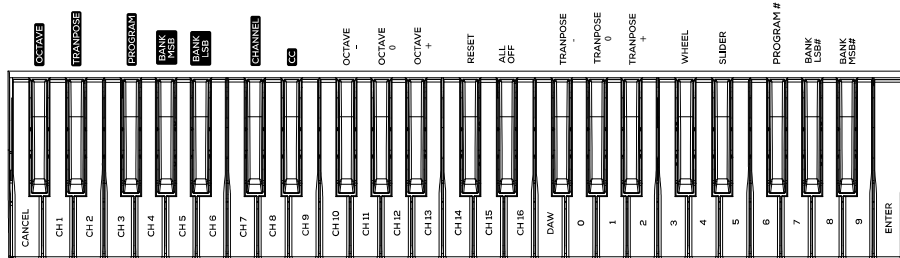 OCTAVE
TRANPOSE
PROGRAM
BANK
MSB
BANK
LSB
CHANNEL
CC
OCTAVE
-
OCTAVE
0
OCTAVE
+
RESET
ALL
OFF
TRANPOSE
-
TRANPOSE
0
TRANPOSE
+
WHEEL
SLIDER
PROGRAM #
BANK
LSB#
BANK
MSB#
CANCEL
CH 1
CH 2
CH 3
CH 4
CH 5
CH 6
CH 7
CH 8
CH 9
CH 10
CH 11
CH 12
CH 13
CH 14
CH 15
CH 16
DAW
0
1
2
3
4
5
6
7
8
9
ENTER